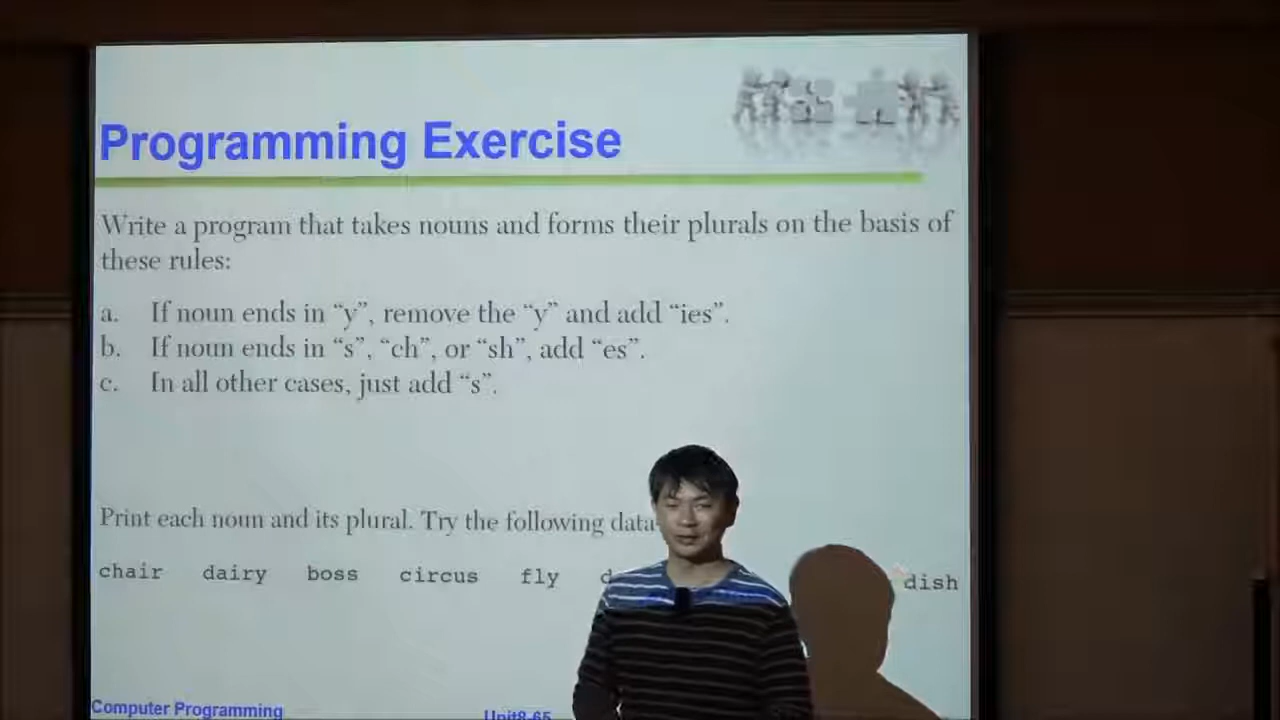 Programming Exercise
Write a program that takes nouns and forms their plurals on the basis of
these rules:
a. If noun ends in “y”, remove the “y” and add “ies”.
b. If noun ends in “s”, “ch”, or “sh”, add “es”.
c. In all other cases, just add “s”.
Print each noun and its plural. Try the following data
chair dairy boss circus fly dish
Computer Programming Unit8-65